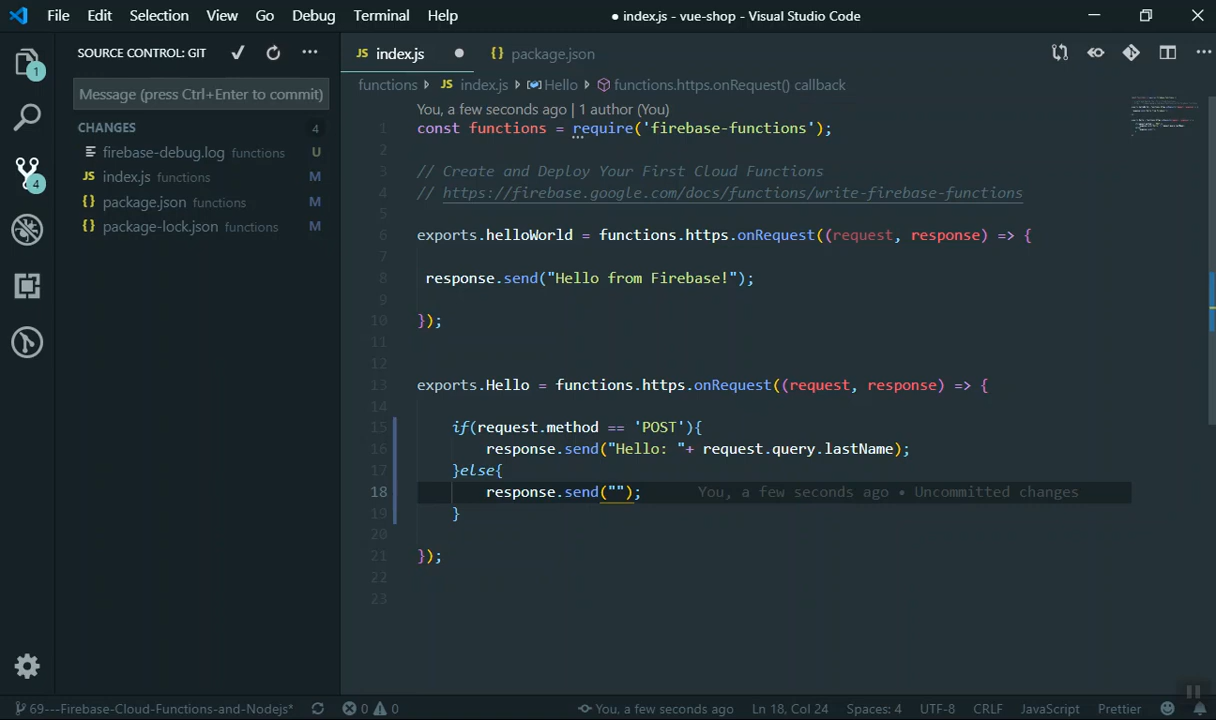 File Edit Selection View Go Debug Terminal Help ● index.js - vue-shop - Visual Studio Code
SOURCE CONTROL: GIT
JS index.js ● {} package.json
functions index.js Hello functions.https.onRequest() callback
Message (press Ctrl+Enter to commit)
CHANGES 4
firebase-debug.log functions U
JS index.js functions M
{} package.json functions M
{} package-lock.json functions M
1
4
You, a few seconds ago | 1 author (You)
1 const functions = require('firebase-functions');
2
3 // Create and Deploy Your First Cloud Functions
4 // https://firebase.google.com/docs/functions/write-firebase-functions
5
6 exports.helloWorld = functions.https.onRequest((request, response) => {
7
8 response.send("Hello from Firebase!");
9
10 });
11
12
13 exports.Hello = functions.https.onRequest((request, response) => {
14
15 if(request.method == 'POST'){
16 response.send("Hello: "+ request.query.lastName);
17 }else{
18 response.send(""); You, a few seconds ago • Uncommitted changes
19 }
20
21 });
22
23
69---Firebase-Cloud-Functions-and-Nodejs* 0 0 You, a few seconds ago Ln 18, Col 24 Spaces: 4 UTF-8 CRLF JavaScript Prettier